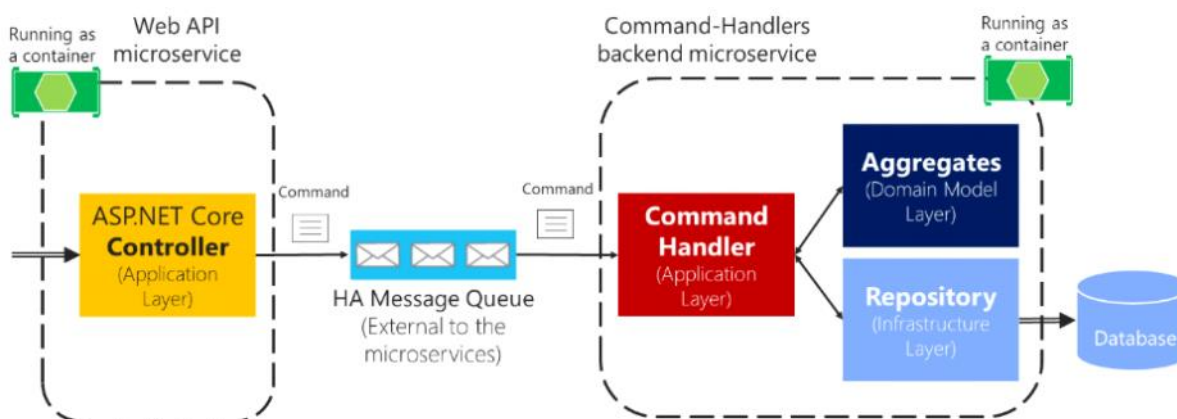 Running as
a container
Web API
microservice
ASP.NET Core
Controller
(Application
Layer)
Command
HA Message Queue
(External to the
microservices)
Command
Command-Handlers
backend microservice
Running as
a container
Command
Handler
(Application
Layer)
Aggregates
(Domain Model
Layer)
Repository
(Infrastructure
Layer)
Database